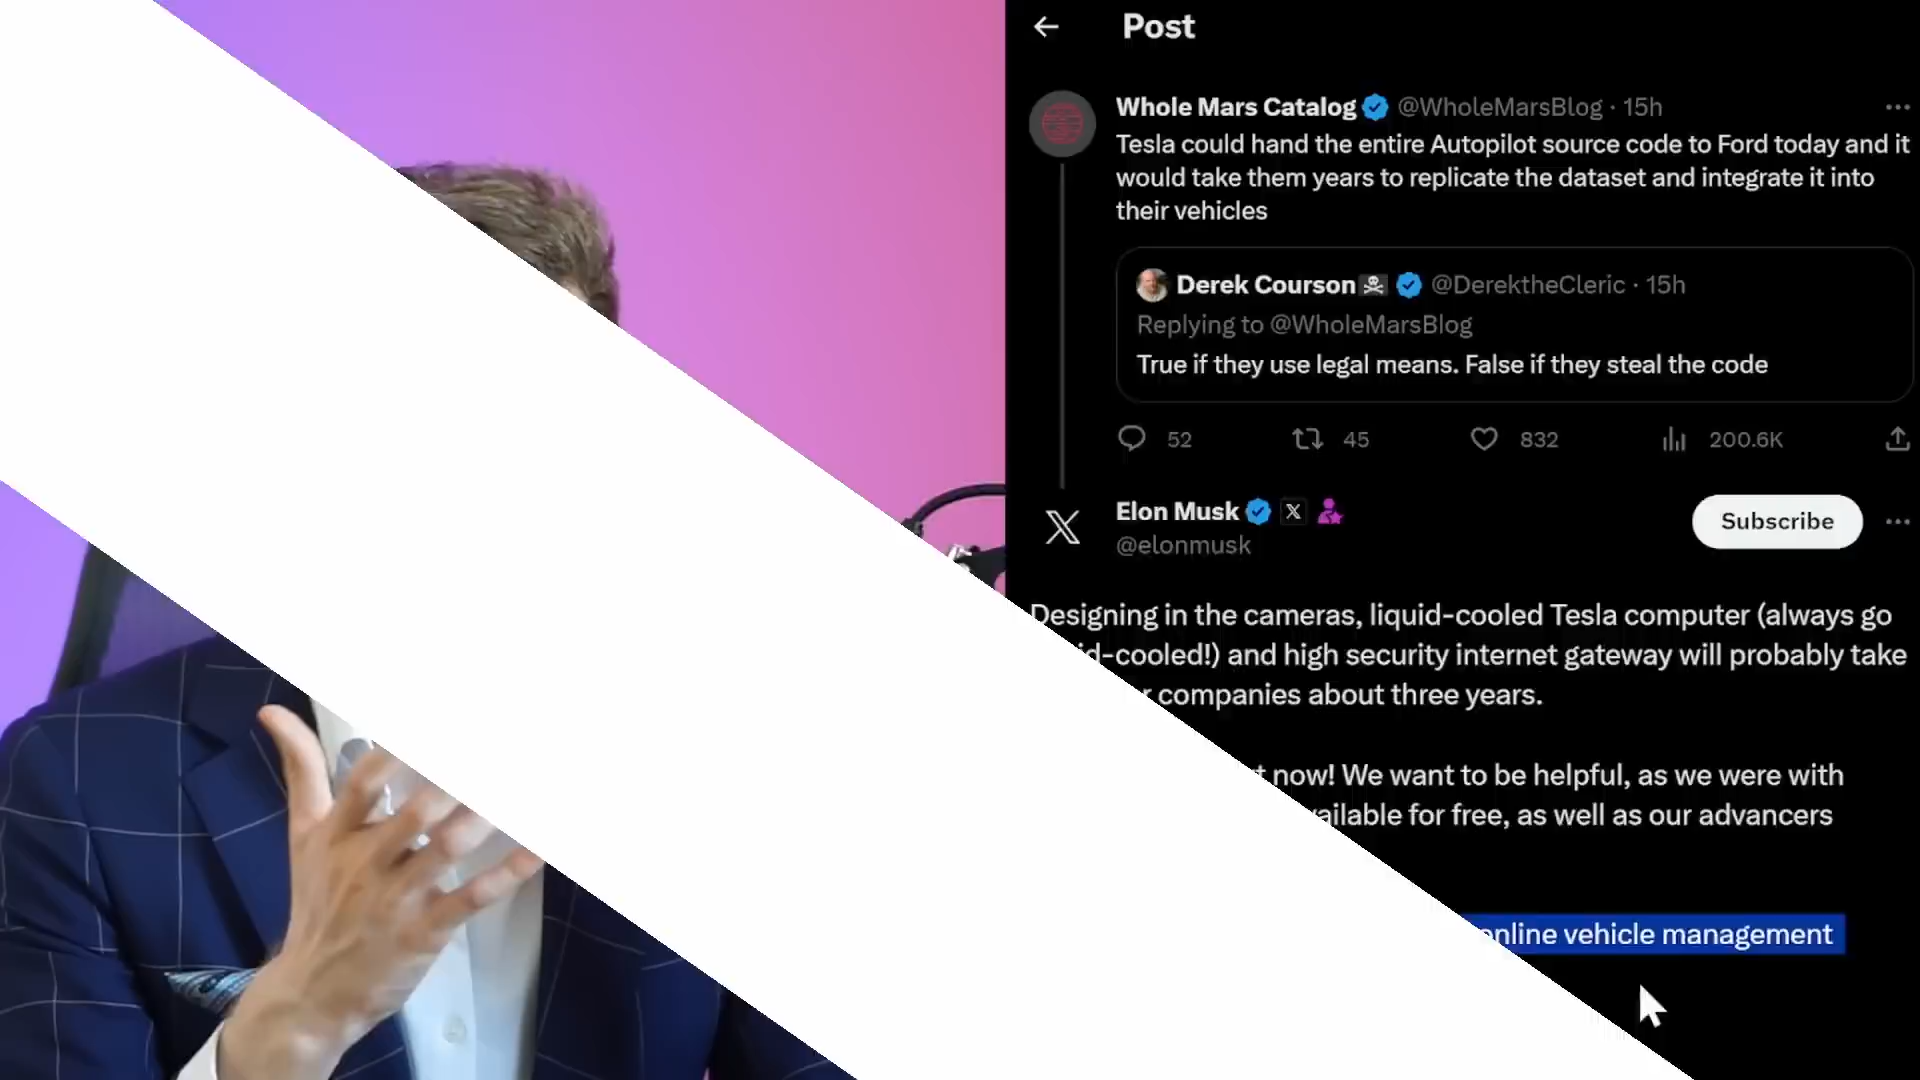 Post
Whole Mars Catalog @WholeMarsBlog · 15h
Tesla could hand the entire Autopilot source code to Ford today and it
would take them years to replicate the dataset and integrate it into
their vehicles
Derek Courson @DerektheCleric · 15h
Replying to @WholeMarsBlog
True if they use legal means. False if they steal the code
52 45 832 200.6K
Elon Musk
@elonmusk
Subscribe
Designing in the cameras, liquid-cooled Tesla computer (always go
-cooled!) and high security internet gateway will probably take
companies about three years.
now! We want to be helpful, as we were with
for free, as well as our advancers
online vehicle management